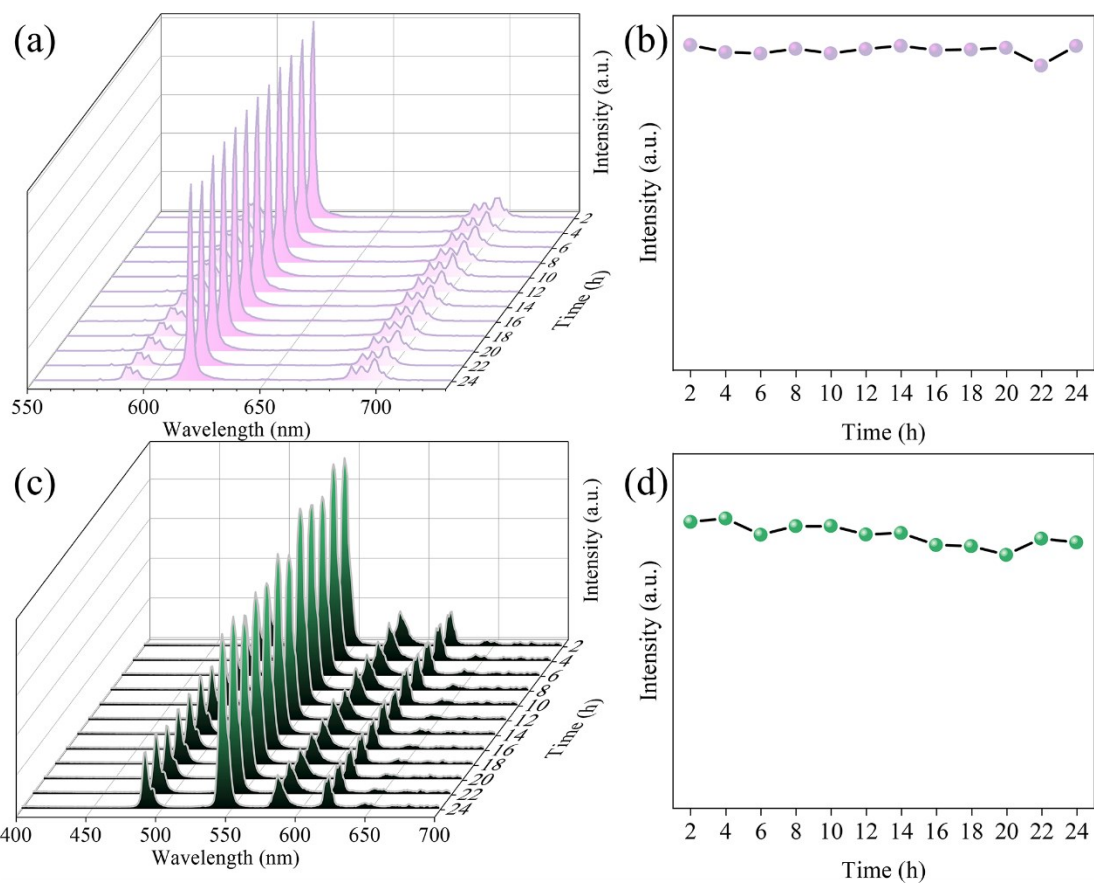 (a)
Intensity (a.u.)
2
4
6
8
10
12
14
16
18
20
22
24
Time (h)
550 600 650 700
Wavelength (nm)
(b)
Intensity (a.u.)
2 4 6 8 10 12 14 16 18 20 22 24
Time (h)
(c)
Intensity (a.u.)
2
4
6
8
10
12
14
16
18
20
22
24
Time (h)
400 450 500 550 600 650 700
Wavelength (nm)
(d)
Intensity (a.u.)
2 4 6 8 10 12 14 16 18 20 22 24
Time (h)